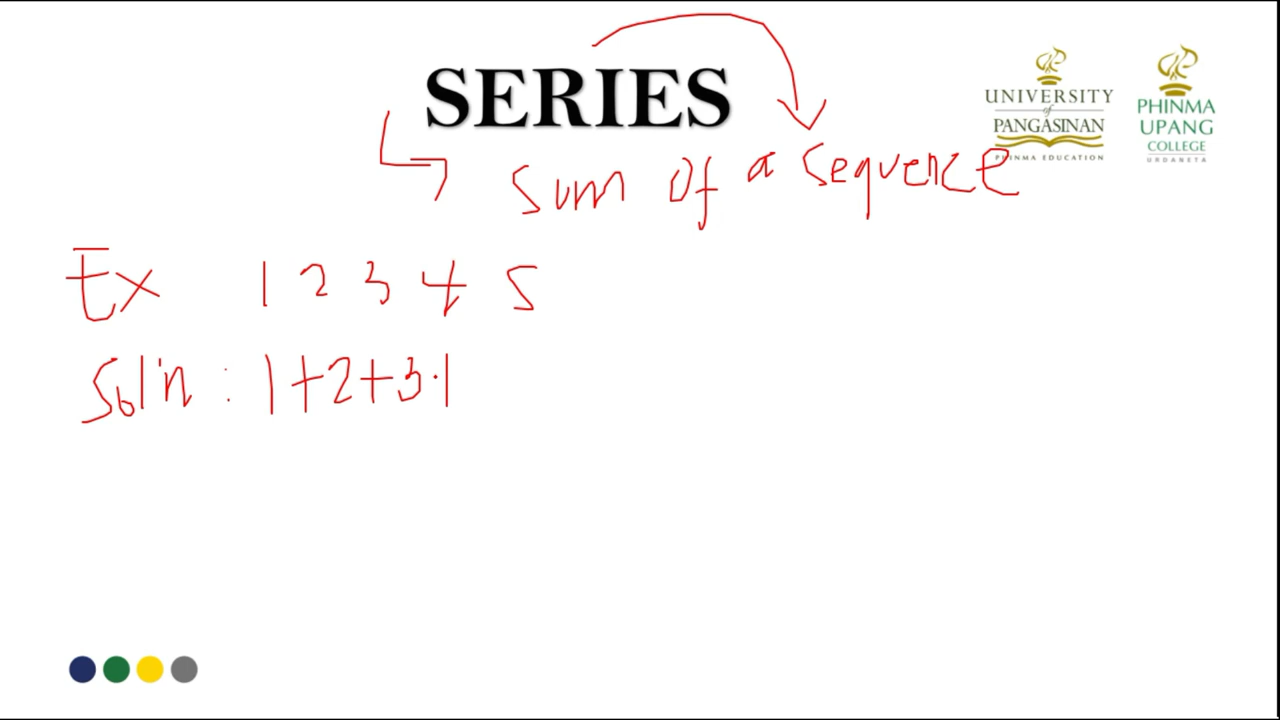 SERIES
UNIVERSITY
of
PANGASINAN
PHINMA EDUCATION
PHINMA
UPANG
COLLEGE
URDANETA
Sum of a sequence
Ex 1 2 3 4 5
Sol'n : 1+2+3